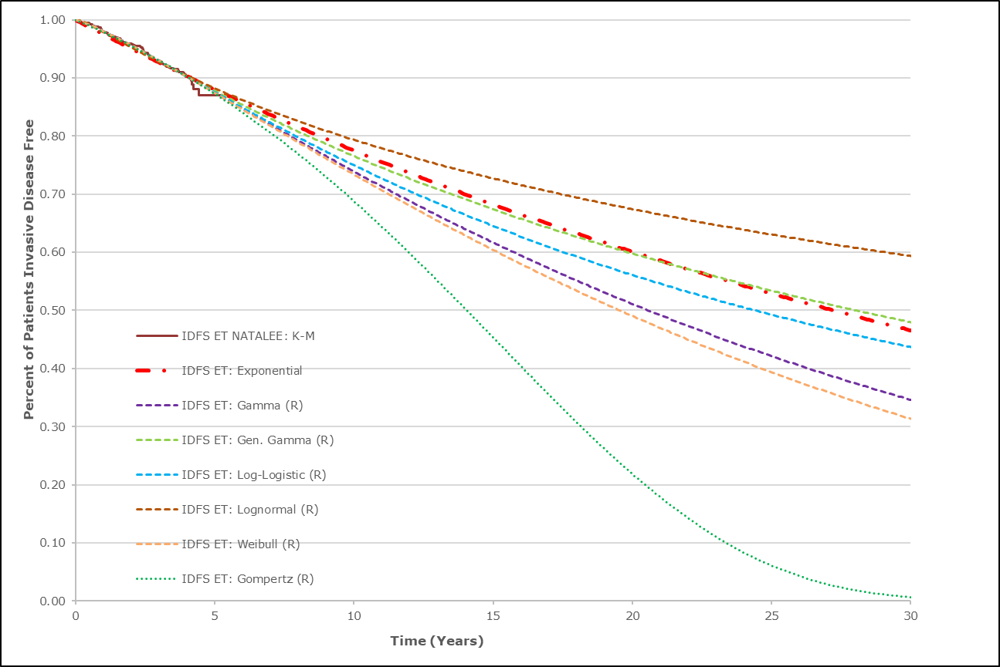 1.00
0.90
0.80
0.70
0.60
0.50
0.40
0.30
0.20
0.10
0.00
Percent of Patients Invasive Disease Free
IDFS ET NATALEE: K-M
IDFS ET: Exponential
IDFS ET: Gamma (R)
IDFS ET: Gen. Gamma (R)
IDFS ET: Log-Logistic (R)
IDFS ET: Lognormal (R)
IDFS ET: Weibull (R)
IDFS ET: Gompertz (R)
0 5 10 15 20 25 30
Time (Years)